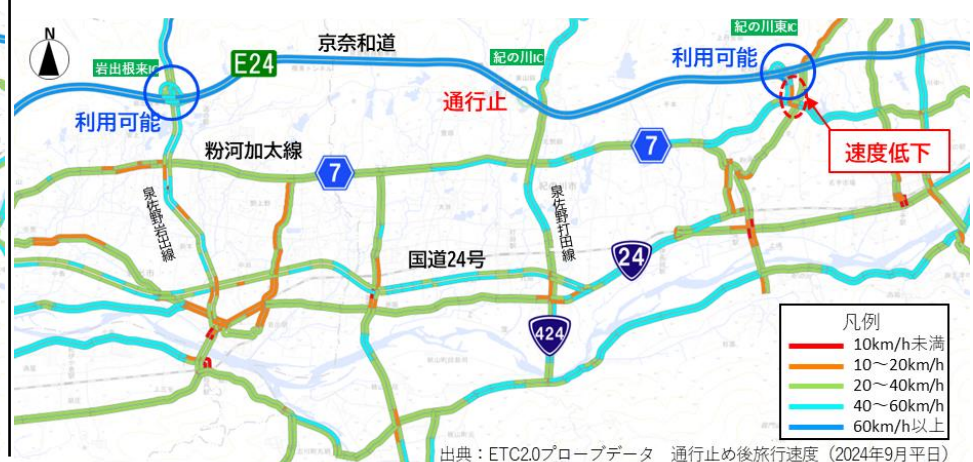 N
岩出根来IC
利用可能
E24
京奈和道
紀の川IC
通行止
紀の川東IC
利用可能
速度低下
粉河加太線
7
7
泉佐野岩出線
泉佐野打田線
紀の川市
国道24号
24
424
凡例
10km/h未満
10~20km/h
20~40km/h
40~60km/h
60km/h以上
出典:ETC2.0プローブデータ 通行止め後旅行速度(2024年9月平日)